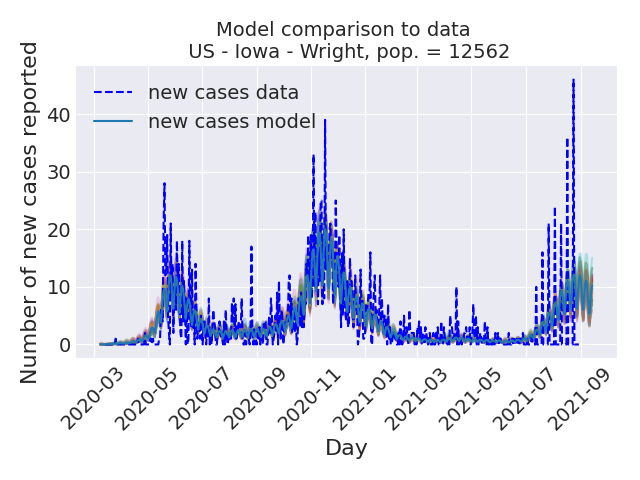 Model comparison to data
US - Iowa - Wright, pop. = 12562
Number of new cases reported
new cases data
new cases model
40
30
20
10
0
2020-03
2020-05
2020-07
2020-09
2020-11
2021-01
2021-03
2021-05
2021-07
2021-09
Day